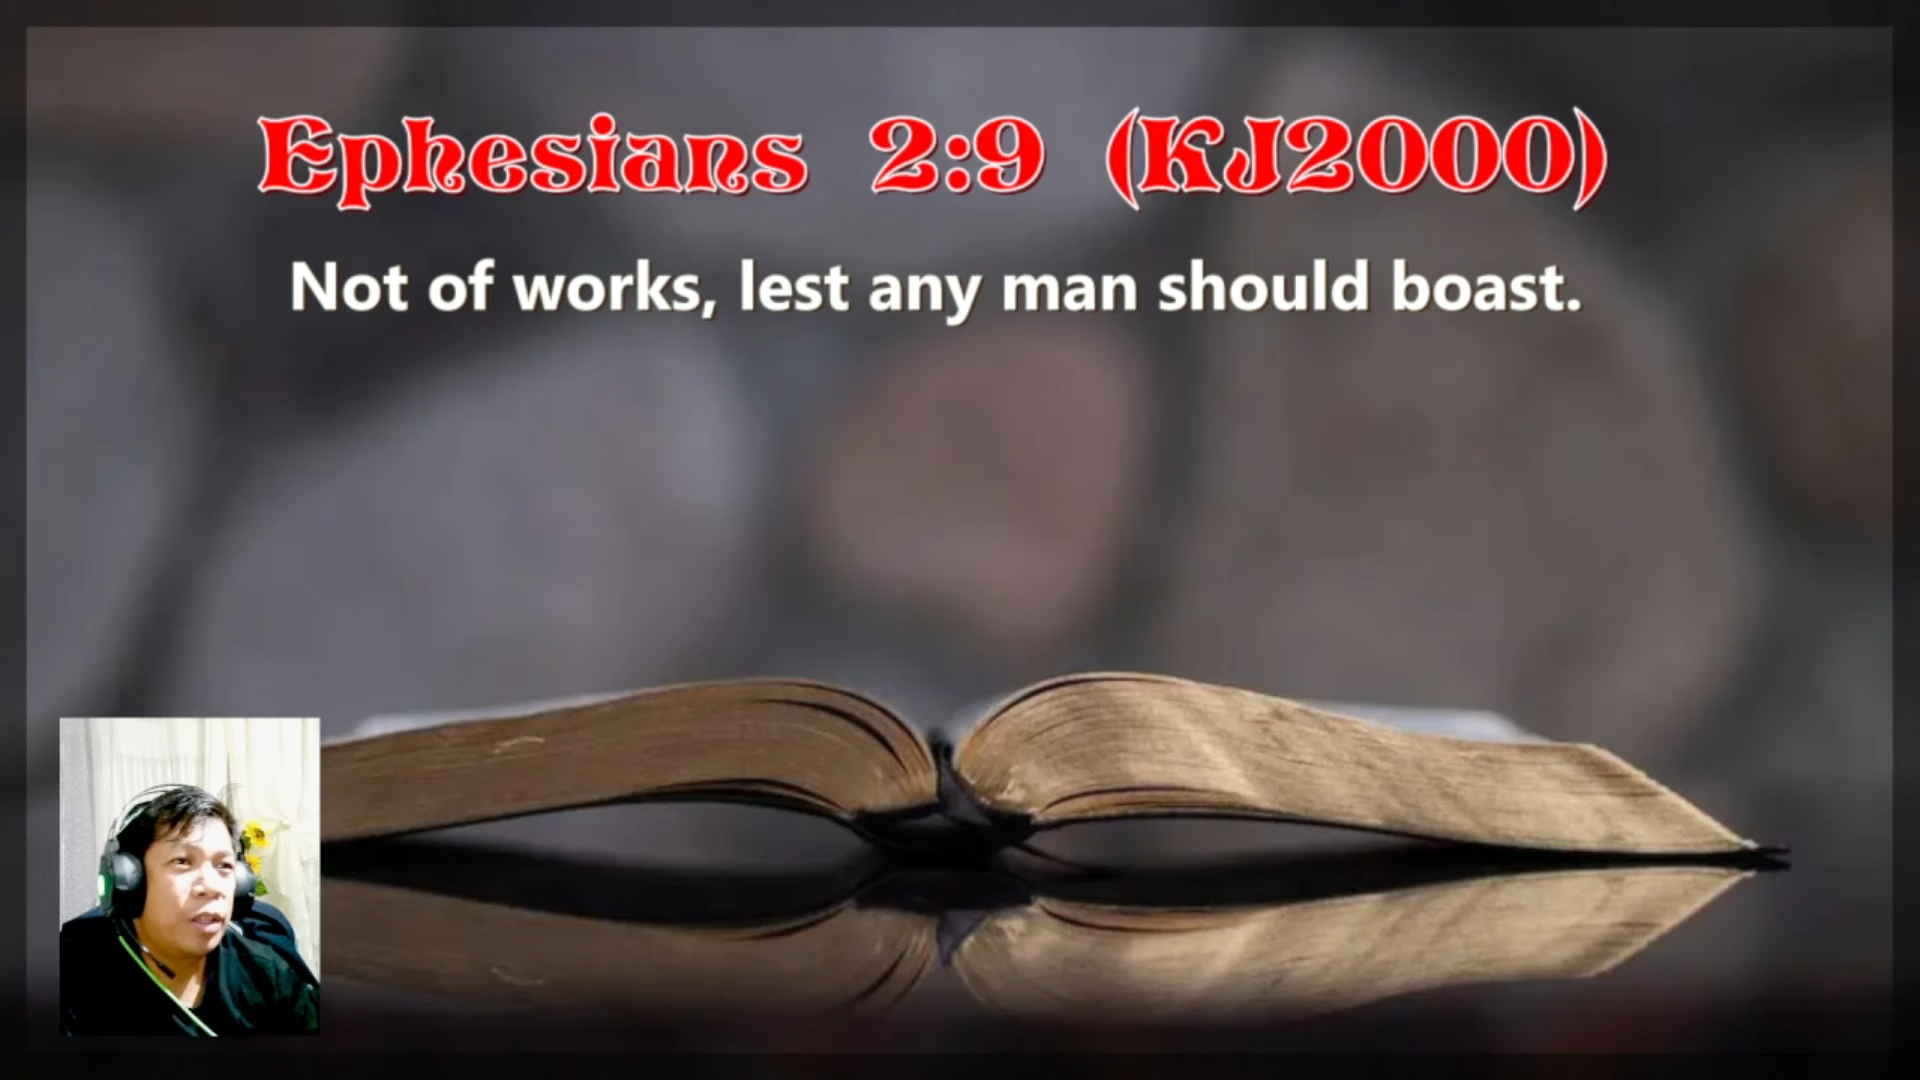 Ephesians 2:9 (KJ2000)
Not of works, lest any man should boast.